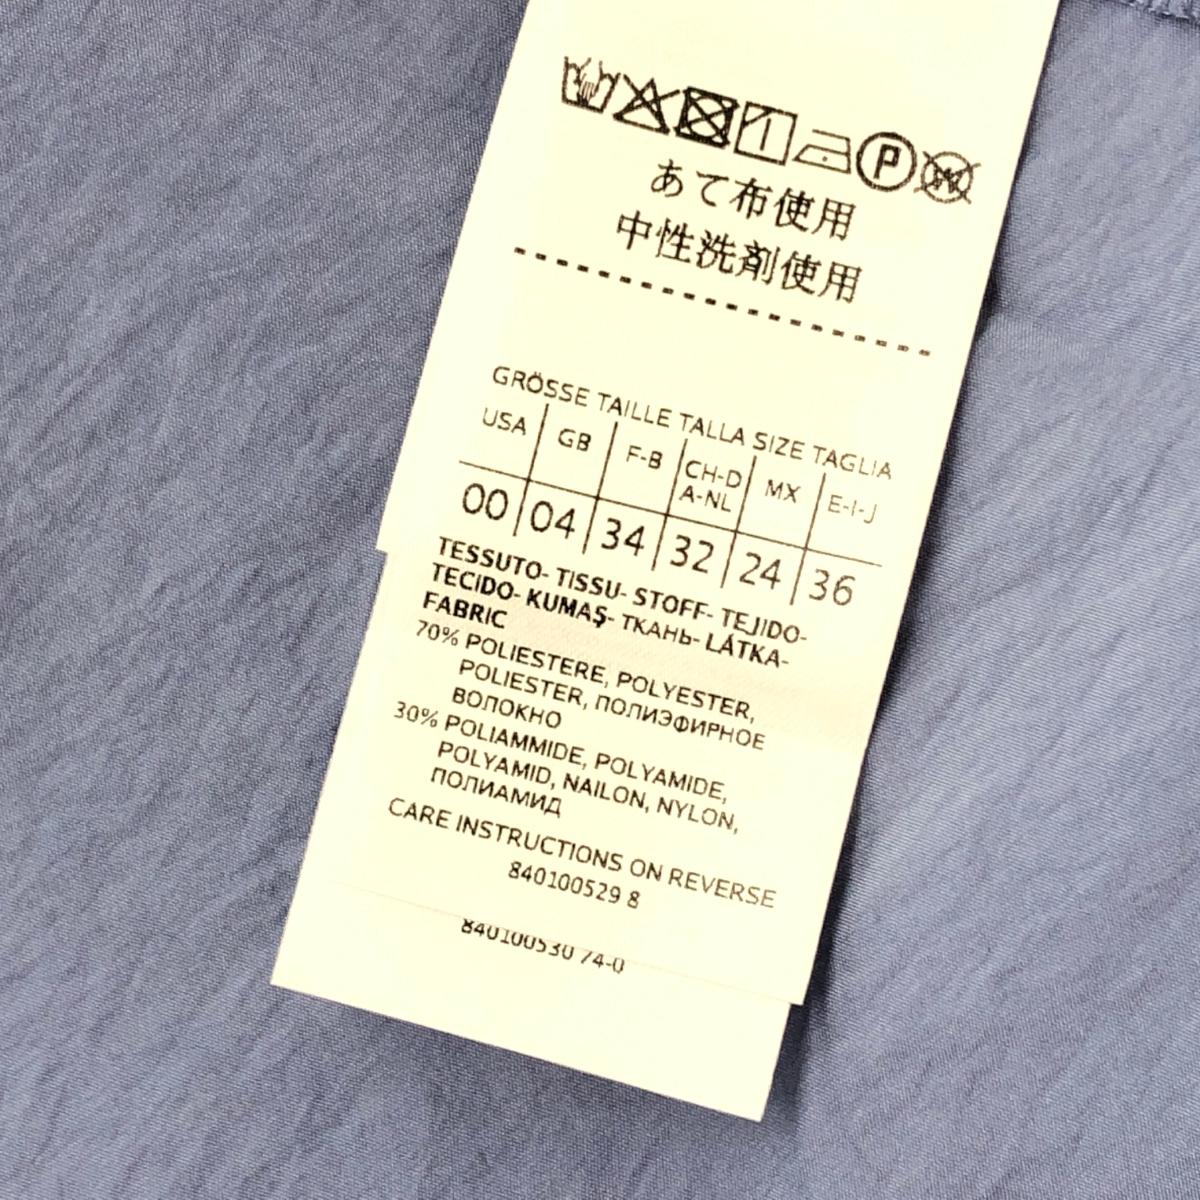 P
W
あて布使用
中性洗剤使用
GRÖSSE TAILLE TALLA SIZE TAGLIA
USA GB F-B CH-D A-NL MX E-I-J
00 04 34 32 24 36
TESSUTO- TISSU- STOFF- TEJIDO-
TECIDO- KUMAŞ- ТКАНЬ- LÁTKA-
FABRIC
70% POLIESTERE, POLYESTER,
POLIESTER, ПОЛИЭФИРНОЕ
ВОЛОКНО
30% POLIAMMIDE, POLYAMIDE,
POLYAMID, NAILON, NYLON,
ПОЛИАМИД
CARE INSTRUCTIONS ON REVERSE
840100529 8
840100530 74-0